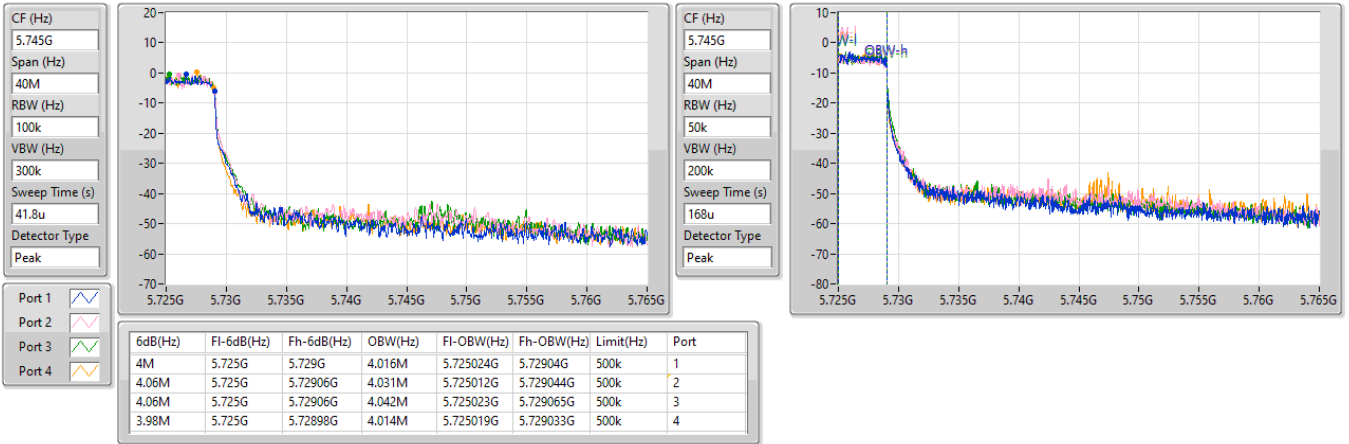 CF (Hz)
5.745G
Span (Hz)
40M
RBW (Hz)
100k
VBW (Hz)
300k
Sweep Time (s)
41.8u
Detector Type
Peak
20
10
0
-10
-20
-30
-40
-50
-60
-70
5.725G 5.73G 5.735G 5.74G 5.745G 5.75G 5.755G 5.76G 5.765G
CF (Hz)
5.745G
Span (Hz)
40M
RBW (Hz)
50k
VBW (Hz)
200k
Sweep Time (s)
168u
Detector Type
Peak
10
0
-10
-20
-30
-40
-50
-60
-70
-80
OBW-h
5.725G 5.73G 5.735G 5.74G 5.745G 5.75G 5.755G 5.76G 5.765G
Port 1
Port 2
Port 3
Port 4
6dB(Hz) Fl-6dB(Hz) Fh-6dB(Hz) OBW(Hz) Fl-OBW(Hz) Fh-OBW(Hz) Limit(Hz) Port
4M 5.725G 5.729G 4.016M 5.725024G 5.72904G 500k 1
4.06M 5.725G 5.72906G 4.031M 5.725012G 5.729044G 500k 2
4.06M 5.725G 5.72906G 4.042M 5.725023G 5.729065G 500k 3
3.98M 5.725G 5.72898G 4.014M 5.725019G 5.729033G 500k 4